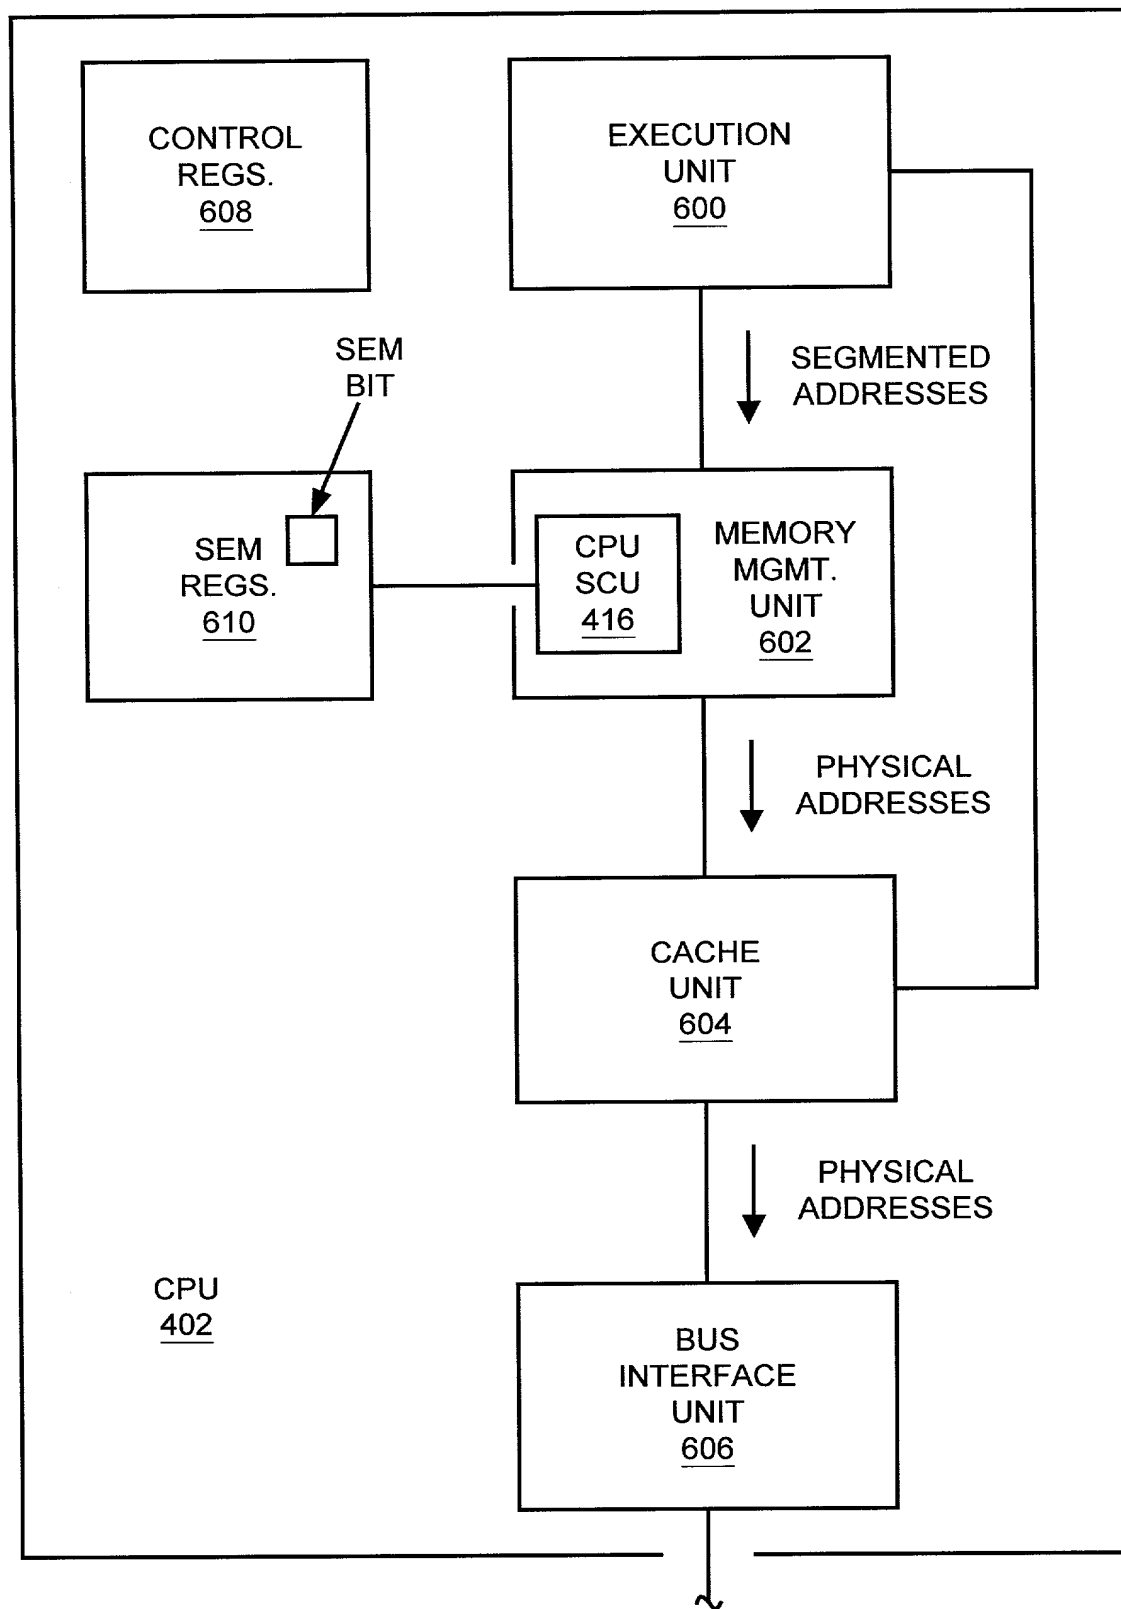 CONTROL
REGS.
608
EXECUTION
UNIT
600
SEM
BIT
SEGMENTED
ADDRESSES
SEM
REGS.
610
CPU
SCU
416
MEMORY
MGMT.
UNIT
602
PHYSICAL
ADDRESSES
CACHE
UNIT
604
PHYSICAL
ADDRESSES
CPU
402
BUS
INTERFACE
UNIT
606